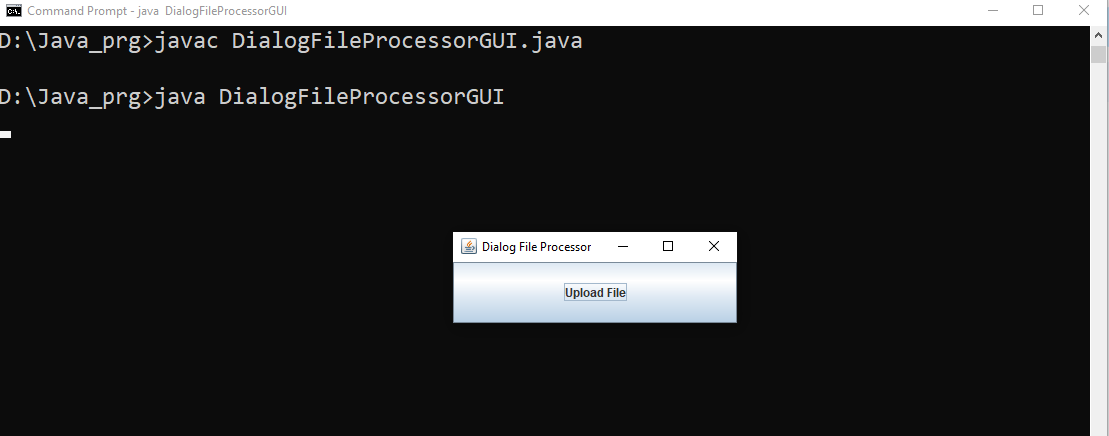 Command Prompt - java  DialogFileProcessorGUI
D:\Java_prg>javac DialogFileProcessorGUI.java
D:\Java_prg>java DialogFileProcessorGUI
Dialog File Processor
Upload File